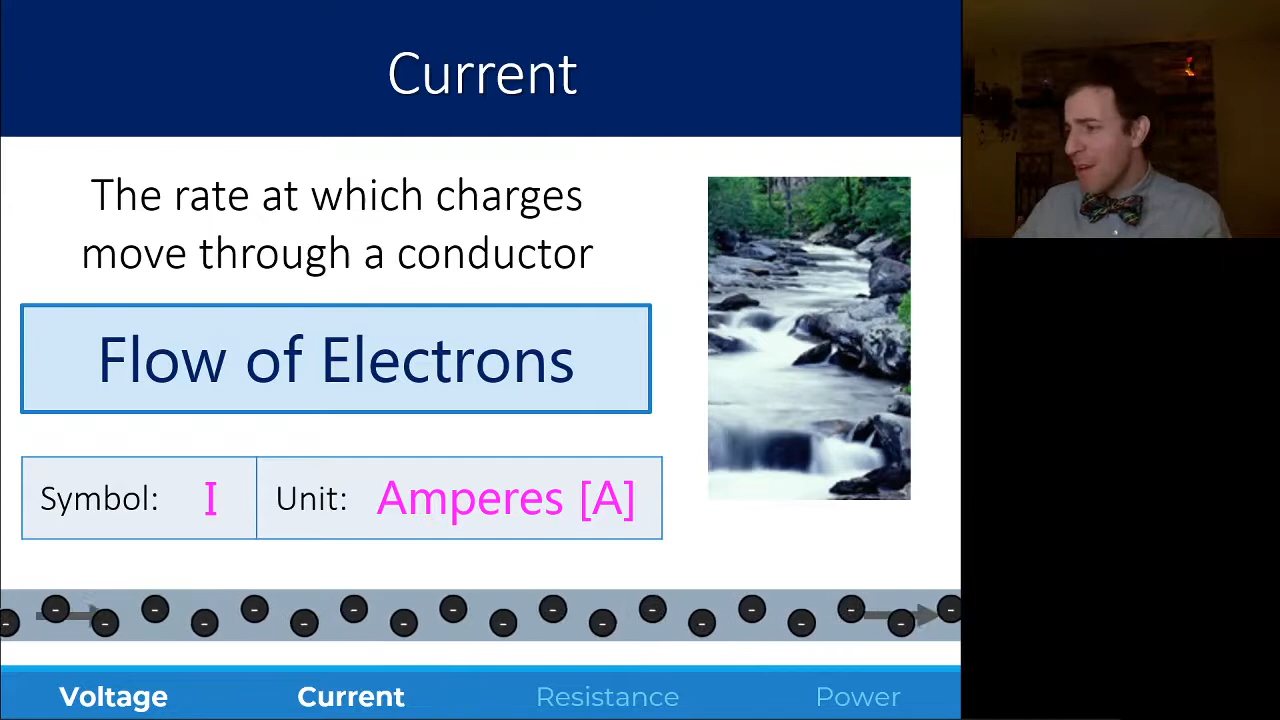 Current
The rate at which charges
move through a conductor
Flow of Electrons
Symbol: I Unit: Amperes [A]
- - - - - - - - - - - - - - - - - - - -
Voltage Current Resistance Power